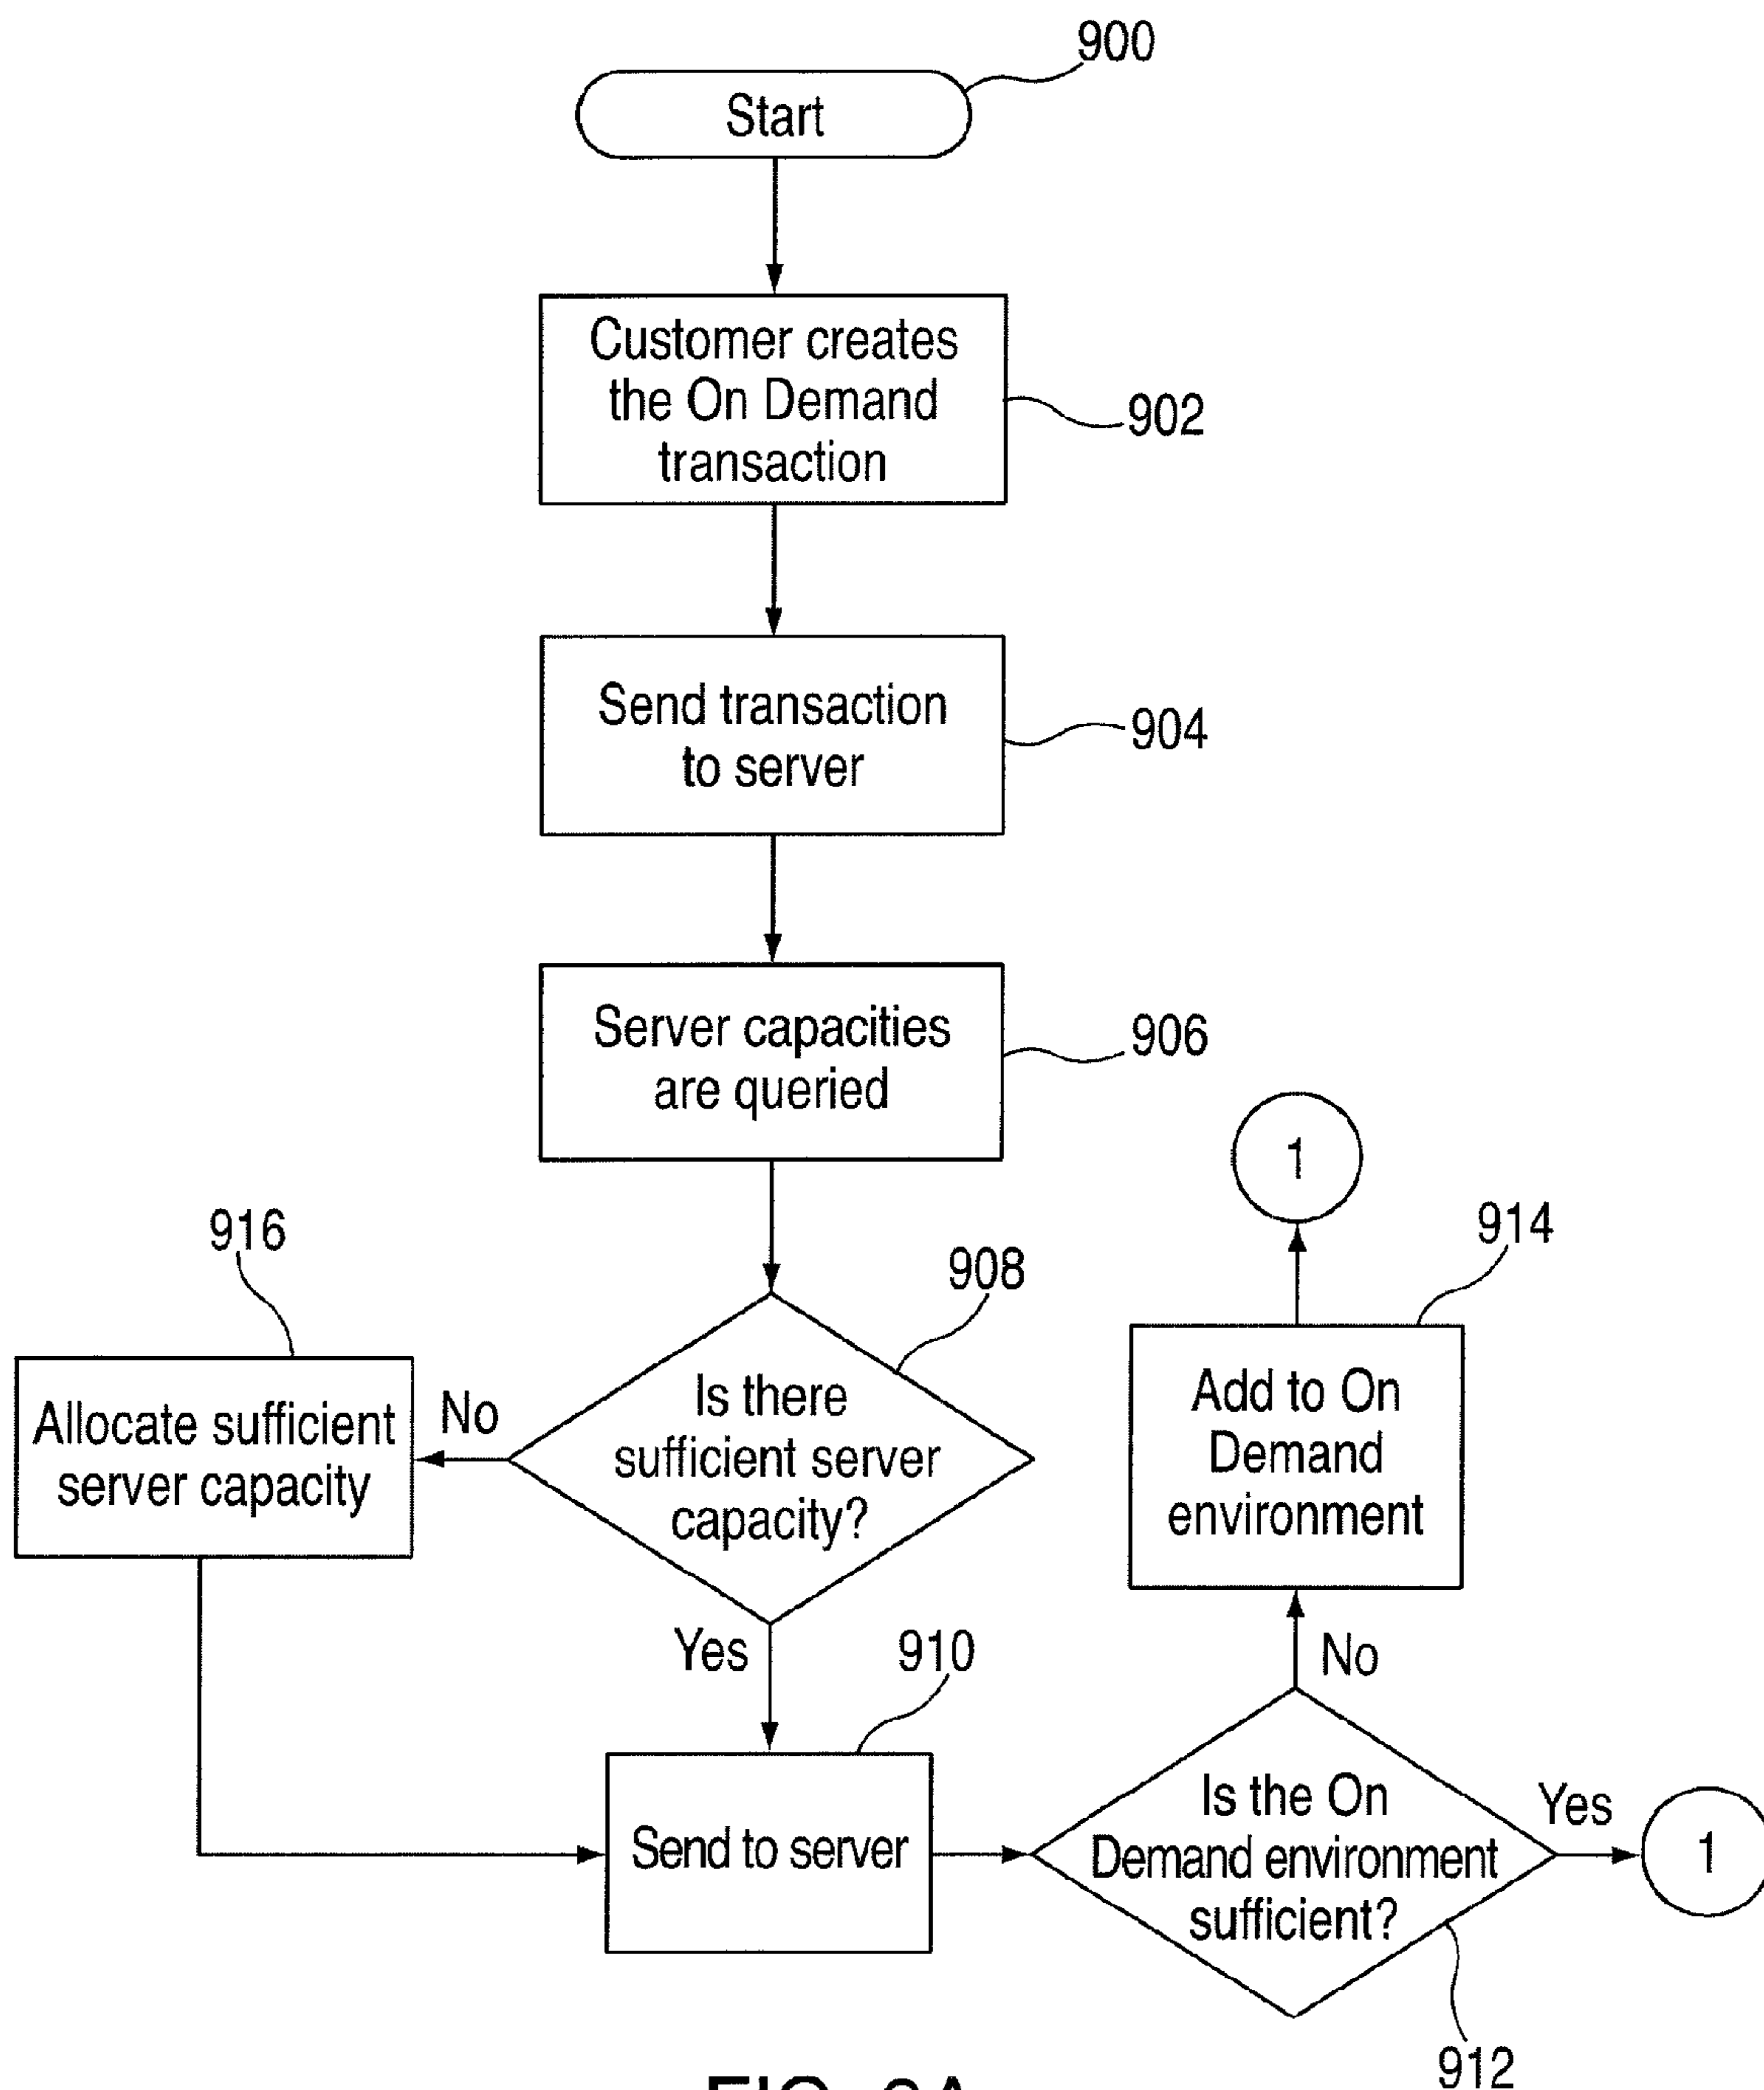 900
Start
Customer creates
the On Demand
transaction
902
Send transaction
to server
904
Server capacities
are queried
906
1
916
914
908
Allocate sufficient
server capacity
No
Is there
sufficient server
capacity?
Add to On
Demand
environment
Yes
910
No
Send to server
Is the On
Demand environment
sufficient?
Yes
1
912